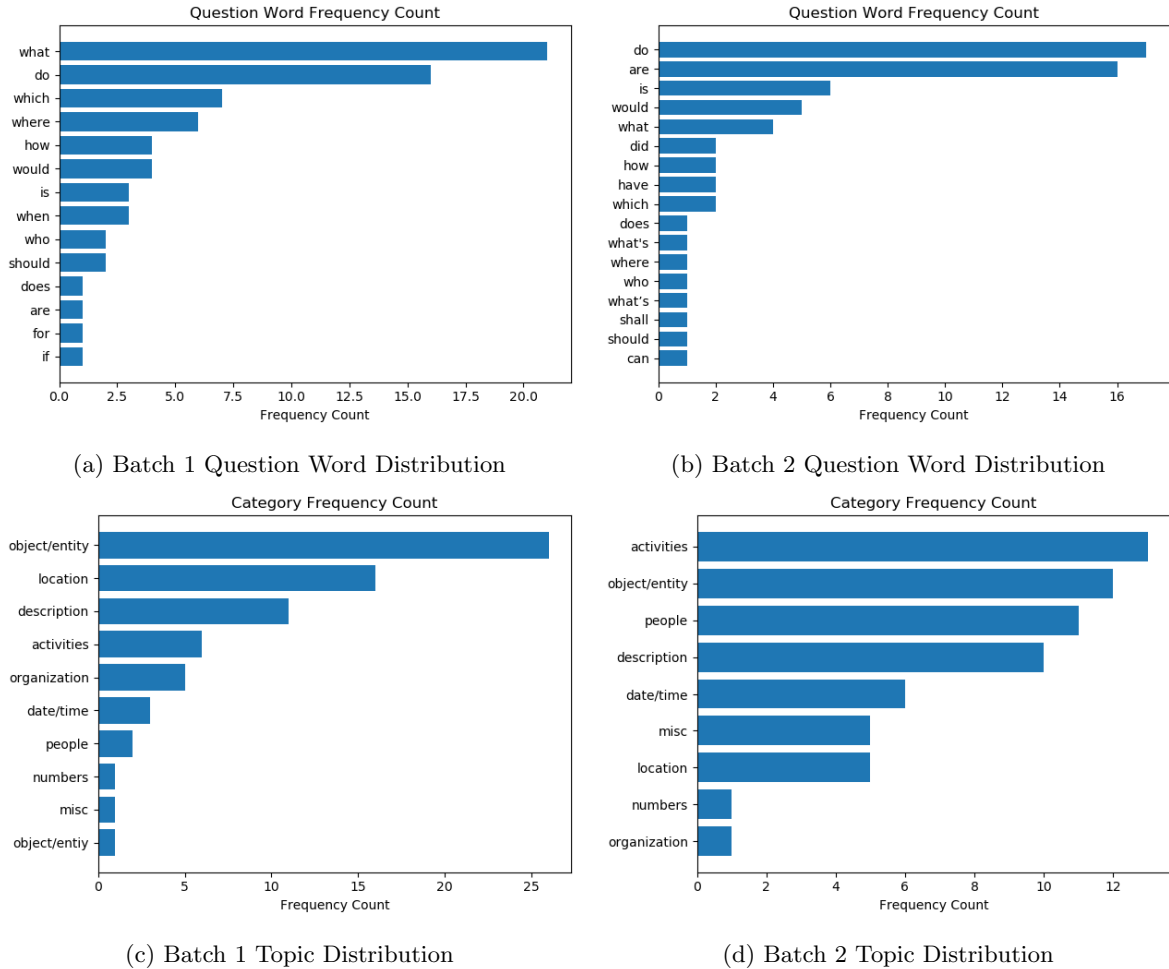 Question Word Frequency Count
what
do
which
where
how
would
is
when
who
should
does
are
for
if
0.0 2.5 5.0 7.5 10.0 12.5 15.0 17.5 20.0
Frequency Count
(a) Batch 1 Question Word Distribution
Question Word Frequency Count
do
are
is
would
what
did
how
have
which
does
what's
where
who
what’s
shall
should
can
0 2 4 6 8 10 12 14 16
Frequency Count
(b) Batch 2 Question Word Distribution
Category Frequency Count
object/entity
location
description
activities
organization
date/time
people
numbers
misc
object/entiy
0 5 10 15 20 25
Frequency Count
(c) Batch 1 Topic Distribution
Category Frequency Count
activities
object/entity
people
description
date/time
misc
location
numbers
organization
0 2 4 6 8 10 12
Frequency Count
(d) Batch 2 Topic Distribution